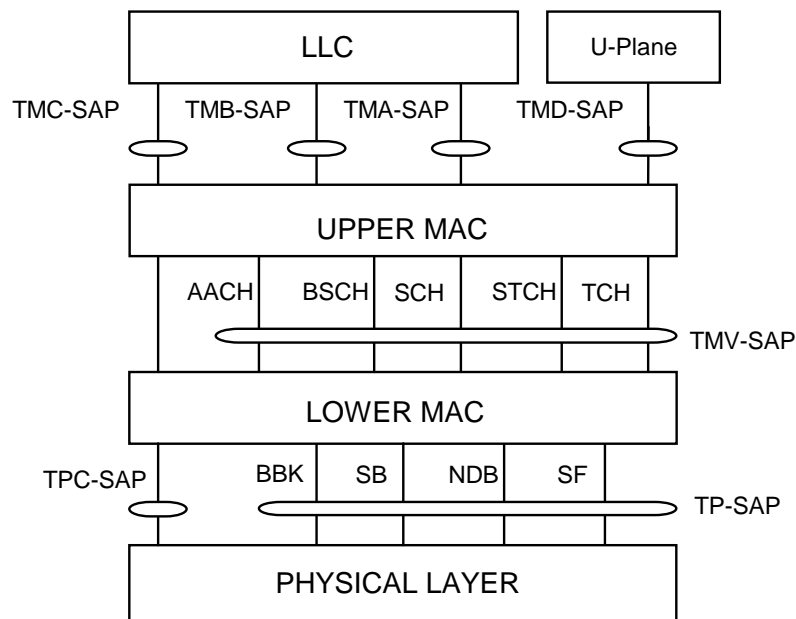 LLC
U-Plane
TMC-SAP
TMB-SAP
TMA-SAP
TMD-SAP
UPPER MAC
AACH
BSCH
SCH
STCH
TCH
TMV-SAP
LOWER MAC
TPC-SAP
BBK
SB
NDB
SF
TP-SAP
PHYSICAL LAYER